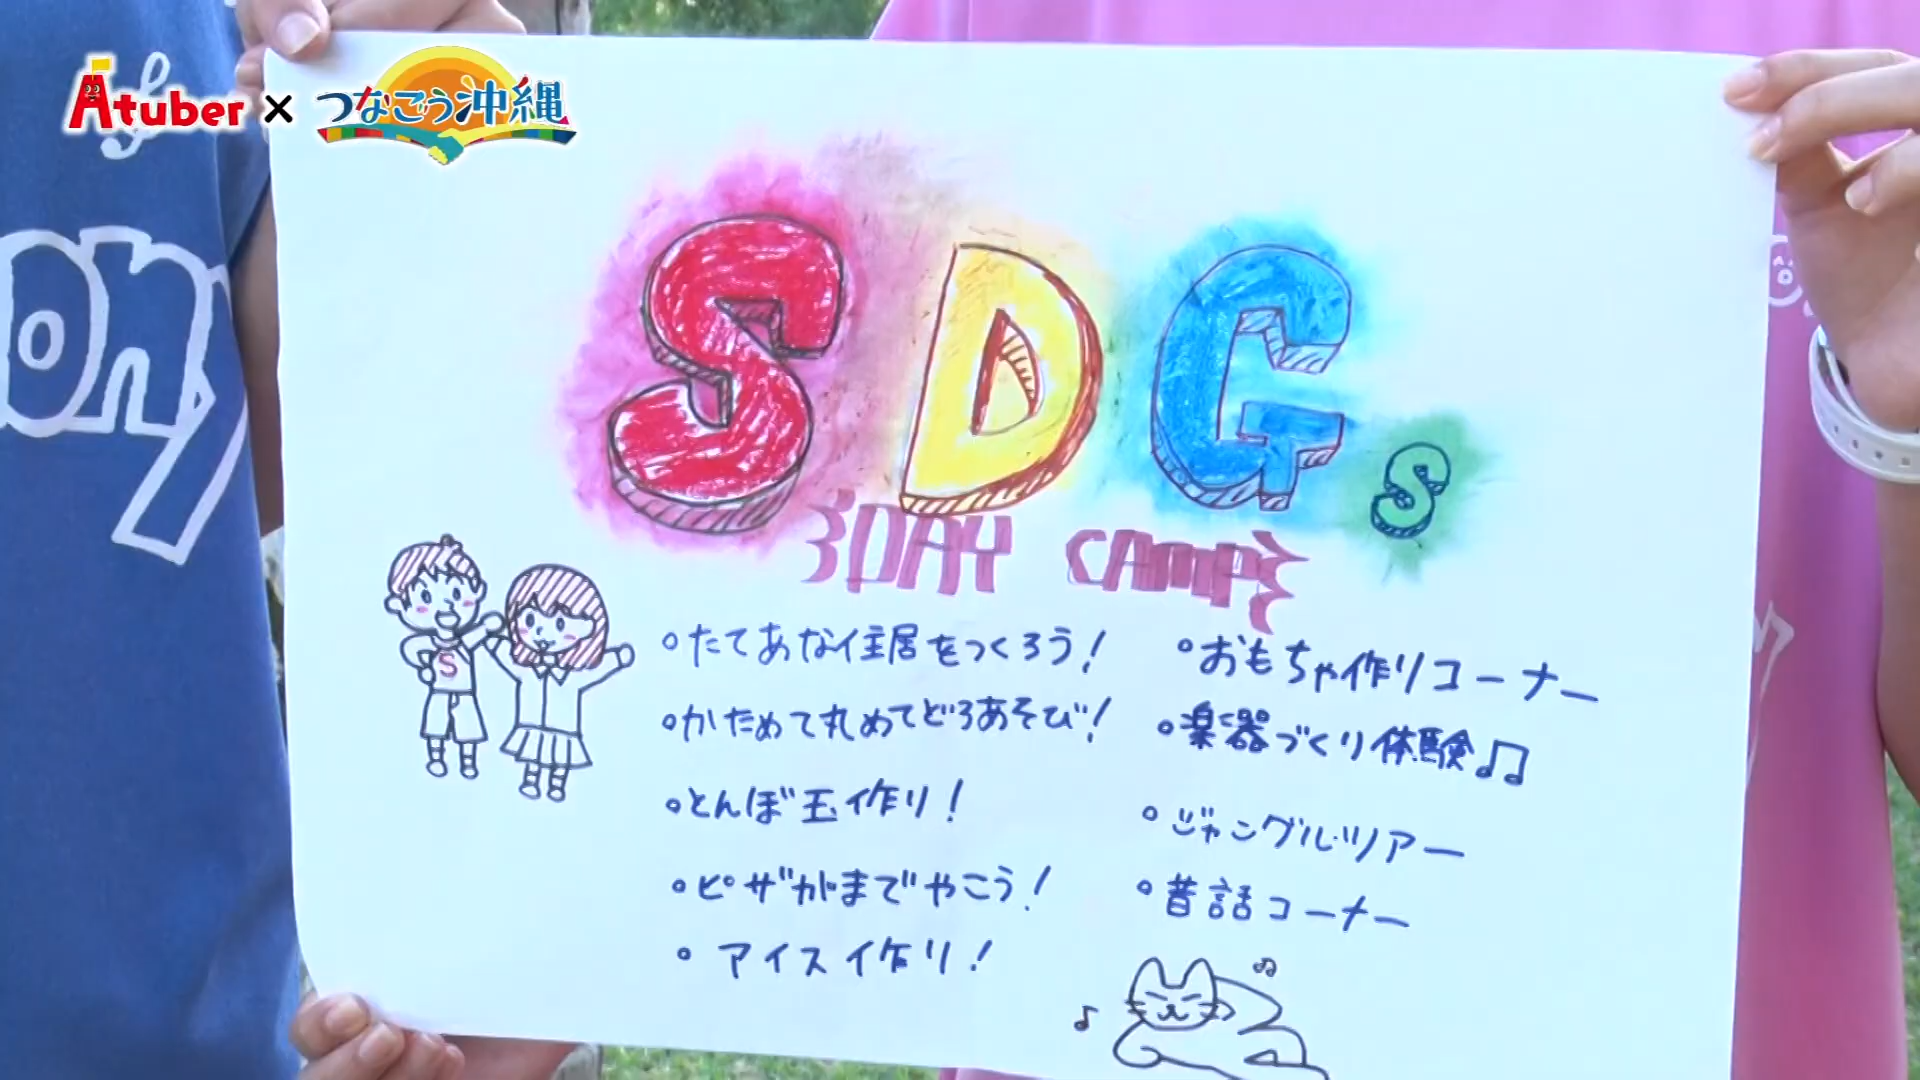 Atuber × つなごう沖縄
ony
SDGs
3DAY CAMP
S
°たてあな住居をつくろう!
°かためて丸めてどろあそび!
°とんぼ玉作り!
°ピザがまでやこう!
°アイス作り!
°おもちゃ作りコーナー
°楽器づくり体験♫
°ジャングルツアー
°昔話コーナー